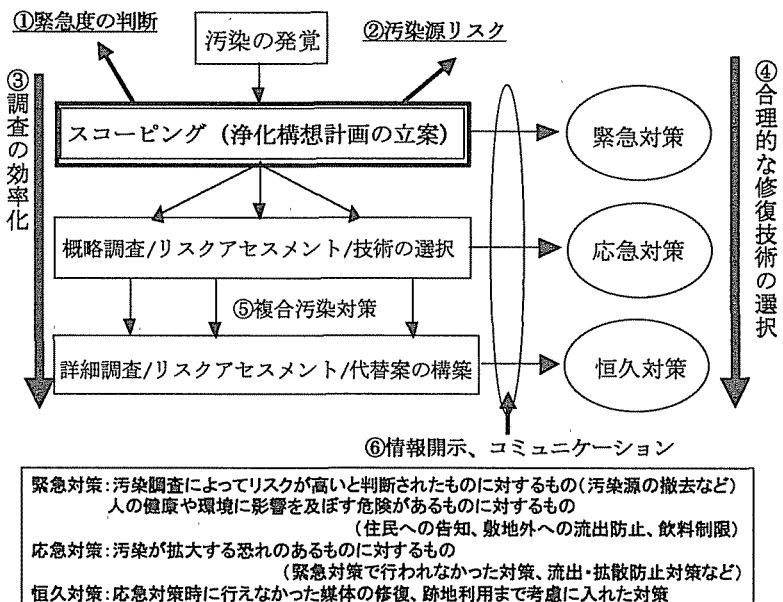 ①緊急度の判断
汚染の発覚
②汚染源リスク
③調査の効率化
スコーピング（浄化構想計画の立案）
緊急対策
④合理的な修復技術の選択
概略調査/リスクアセスメント/技術の選択
応急対策
⑤複合汚染対策
詳細調査/リスクアセスメント/代替案の構築
恒久対策
⑥情報開示、コミュニケーション
緊急対策：汚染調査によってリスクが高いと判断されたものに対するもの（汚染源の撤去など）
人の健康や環境に影響を及ぼす危険があるものに対するもの
（住民への告知、敷地外への流出防止、飲料制限）
応急対策：汚染が拡大する恐れのあるものに対するもの
（緊急対策で行われなかった対策、流出・拡散防止対策など）
恒久対策：応急対策時に行えなかった媒体の修復、跡地利用まで考慮に入れた対策